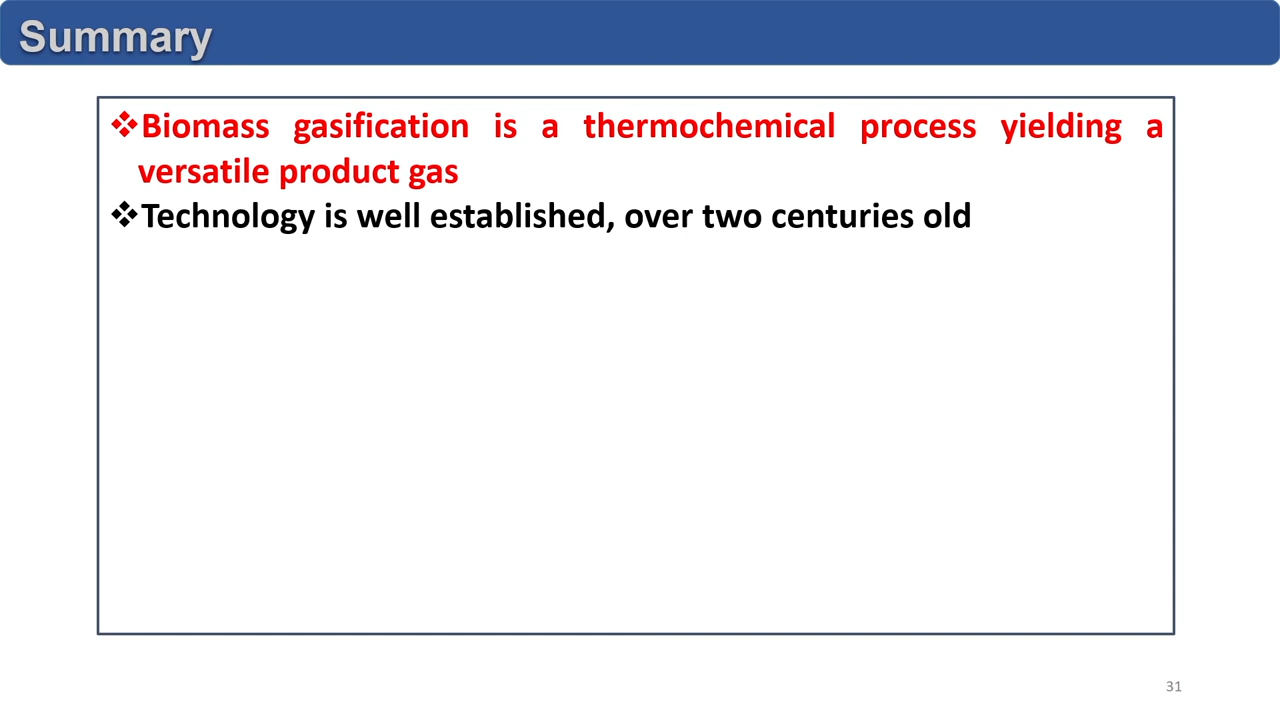 Summary
❖Biomass gasification is a thermochemical process yielding a
versatile product gas
❖Technology is well established, over two centuries old
31